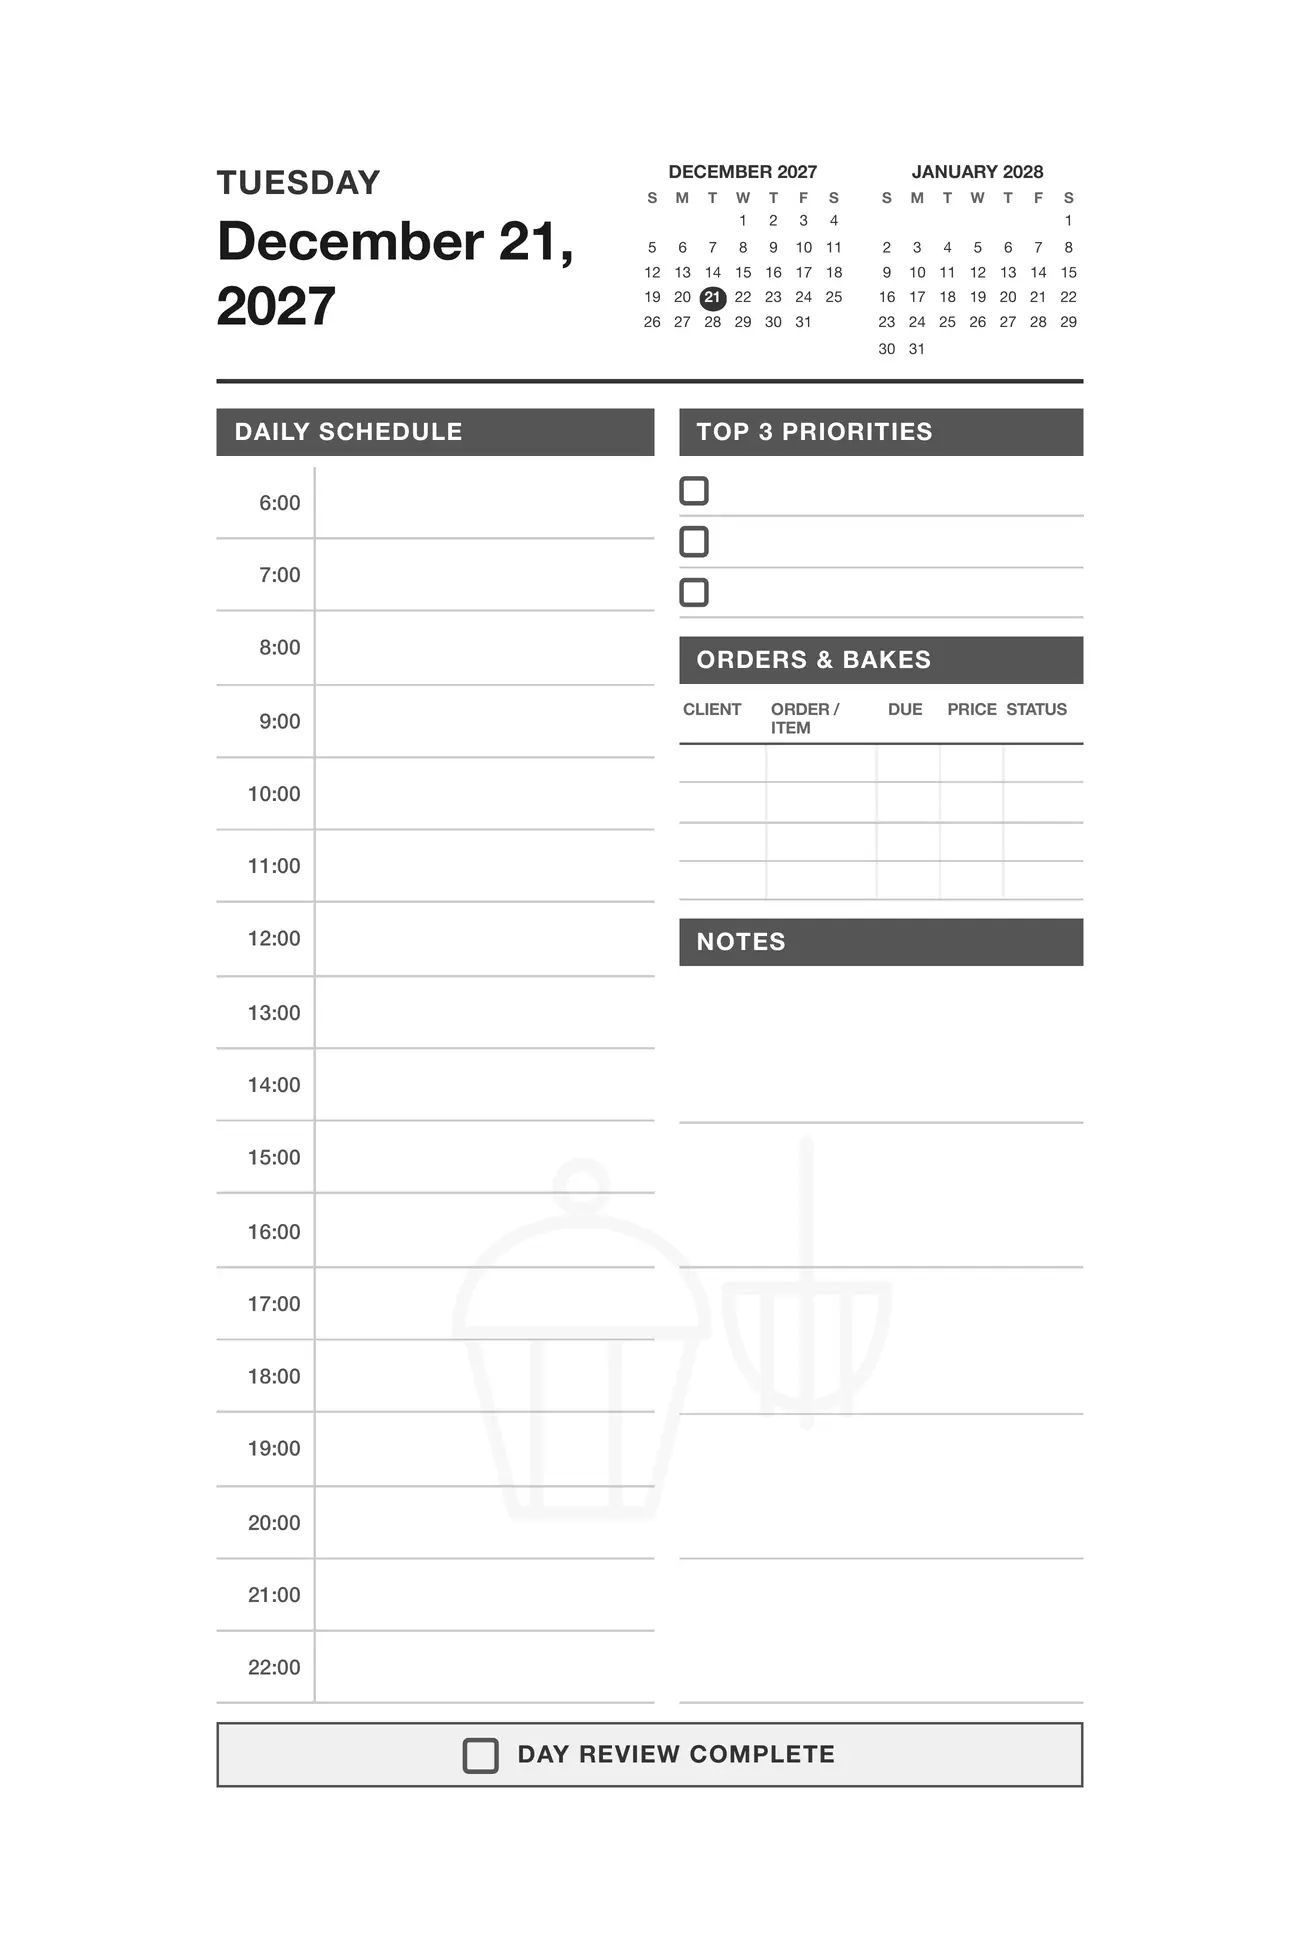 TUESDAY
December 21,
2027
DECEMBER 2027
S M T W T F S
1 2 3 4
5 6 7 8 9 10 11
12 13 14 15 16 17 18
19 20 21 22 23 24 25
26 27 28 29 30 31
JANUARY 2028
S M T W T F S
1
2 3 4 5 6 7 8
9 10 11 12 13 14 15
16 17 18 19 20 21 22
23 24 25 26 27 28 29
30 31
DAILY SCHEDULE
6:00
7:00
8:00
9:00
10:00
11:00
12:00
13:00
14:00
15:00
16:00
17:00
18:00
19:00
20:00
21:00
22:00
TOP 3 PRIORITIES
ORDERS & BAKES
CLIENT ORDER / DUE PRICE STATUS
ITEM
NOTES
DAY REVIEW COMPLETE